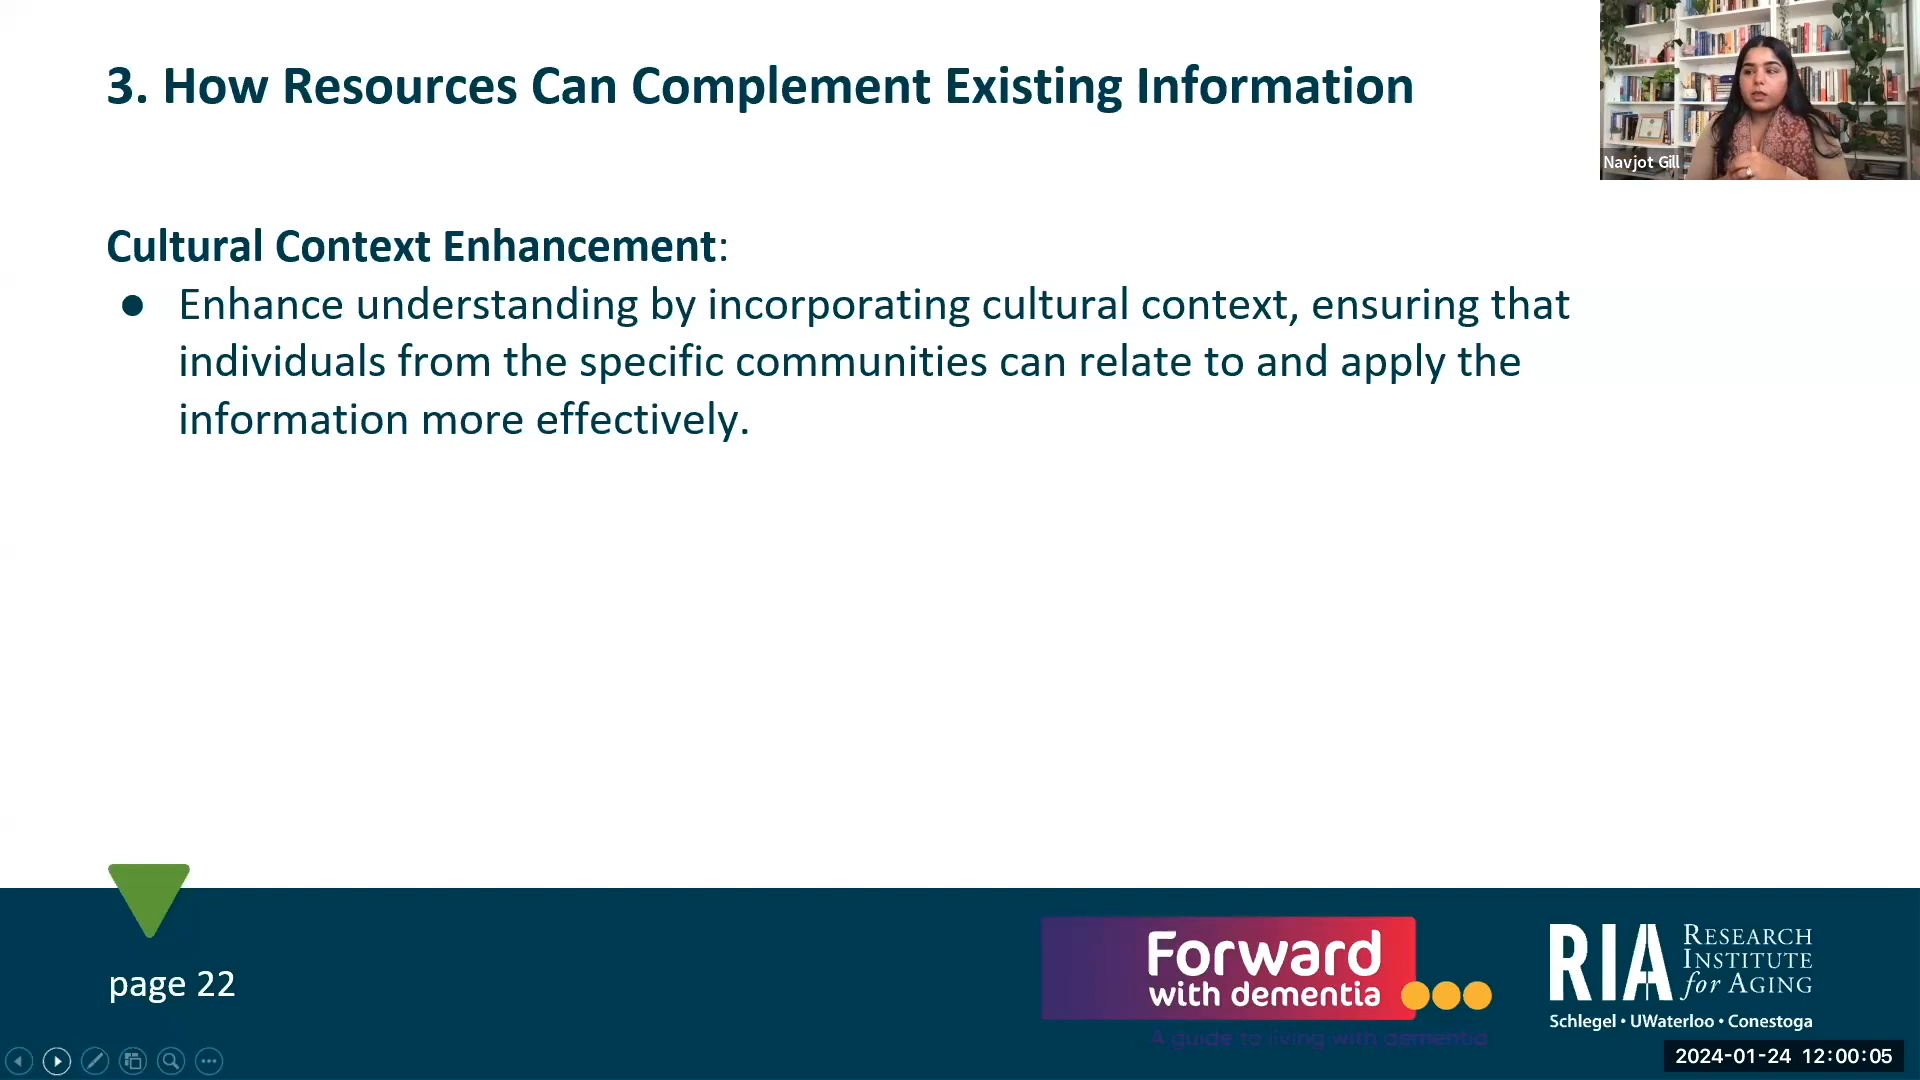 3. How Resources Can Complement Existing Information
Navjot Gill
Cultural Context Enhancement:
● Enhance understanding by incorporating cultural context, ensuring that
individuals from the specific communities can relate to and apply the
information more effectively.
page 22
Forward
with dementia
A guide to living with dementia
RIA
RESEARCH
INSTITUTE
for AGING
Schlegel • UWaterloo • Conestoga
2024-01-24 12:00:05